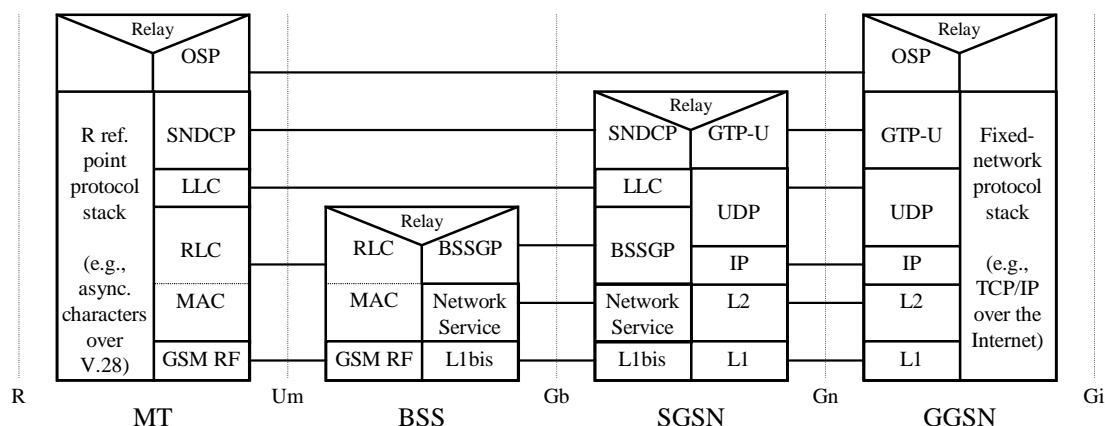 Relay
OSP
R ref.
point
protocol
stack
(e.g.,
async.
characters
over
V.28)
SNDCP
LLC
RLC
MAC
GSM RF
Relay
RLC
MAC
GSM RF
BSSGP
Network
Service
L1bis
Relay
SNDCP
LLC
BSSGP
Network
Service
L1bis
GTP-U
UDP
IP
L2
L1
Relay
OSP
GTP-U
UDP
IP
L2
L1
Fixed-
network
protocol
stack
(e.g.,
TCP/IP
over the
Internet)
R
MT
Um
BSS
Gb
SGSN
Gn
GGSN
Gi